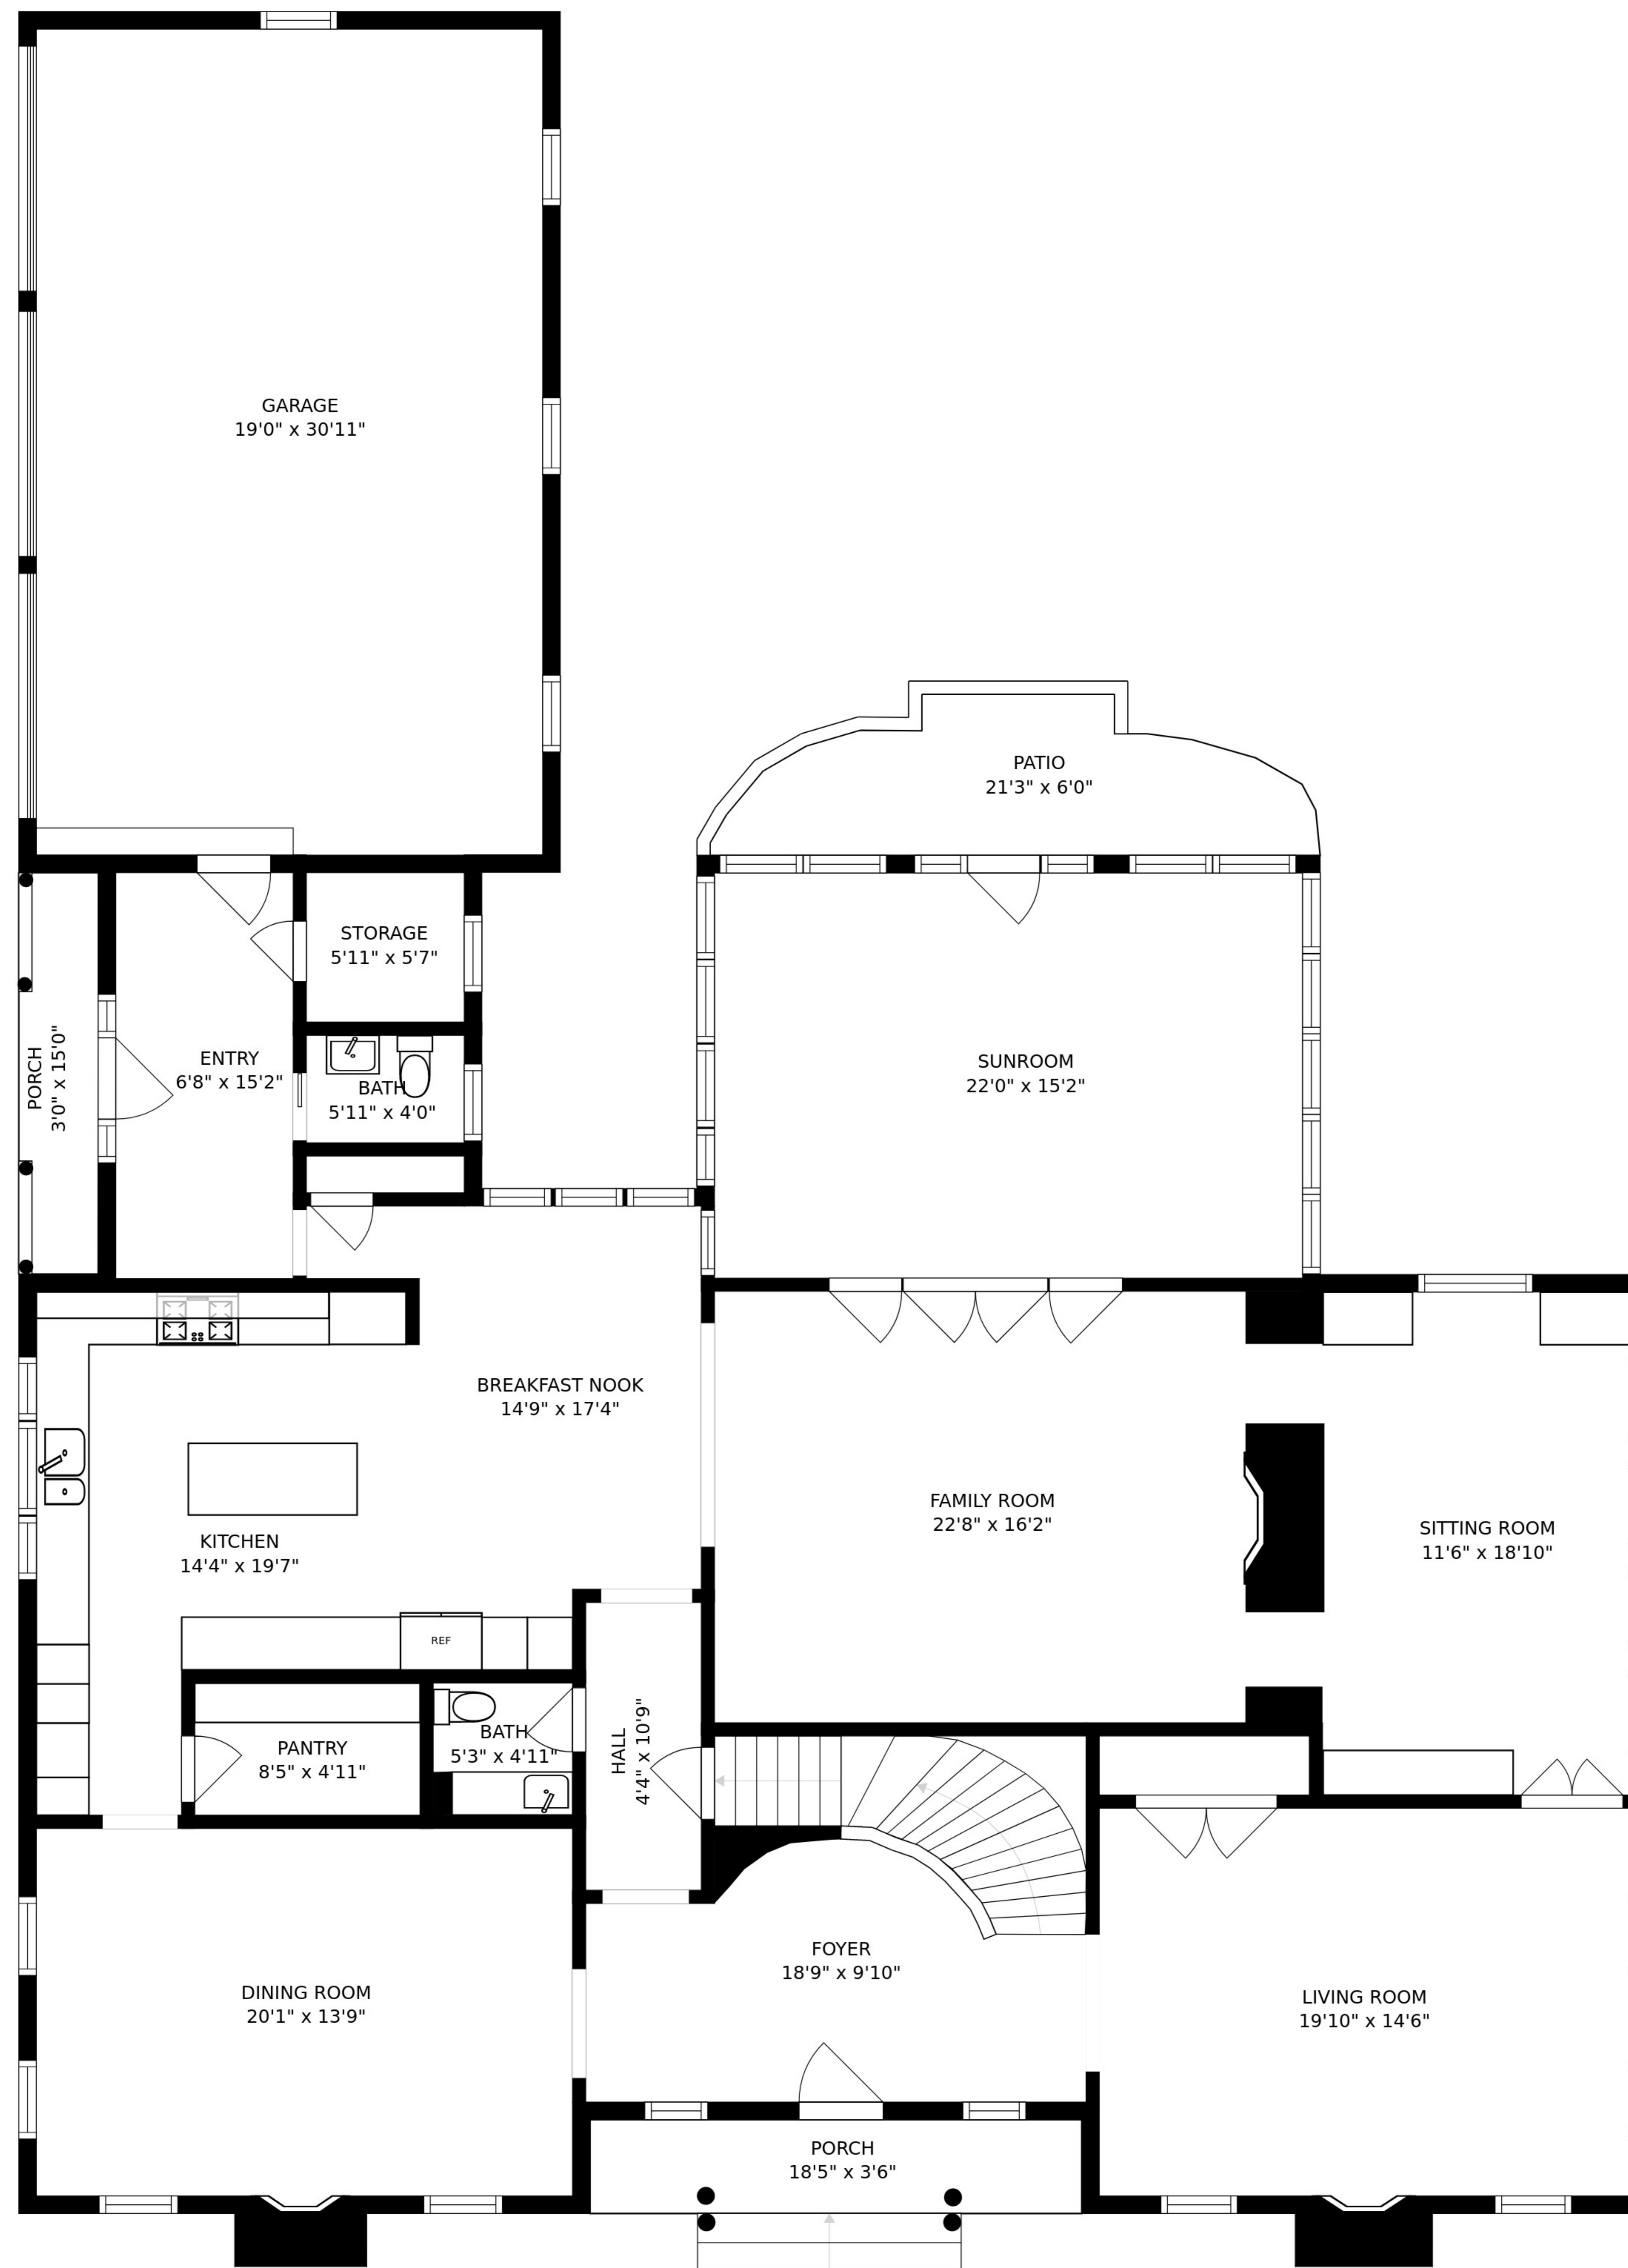 GARAGE
19'0" x 30'11"
PATIO
21'3" x 6'0"
STORAGE
5'11" x 5'7"
PORCH
3'0" x 15'0"
ENTRY
6'8" x 15'2"
BATH
5'11" x 4'0"
SUNROOM
22'0" x 15'2"
BREAKFAST NOOK
14'9" x 17'4"
FAMILY ROOM
22'8" x 16'2"
SITTING ROOM
11'6" x 18'10"
KITCHEN
14'4" x 19'7"
REF
PANTRY
8'5" x 4'11"
BATH
5'3" x 4'11"
HALL
4'4" x 10'9"
FOYER
18'9" x 9'10"
DINING ROOM
20'1" x 13'9"
LIVING ROOM
19'10" x 14'6"
PORCH
18'5" x 3'6"